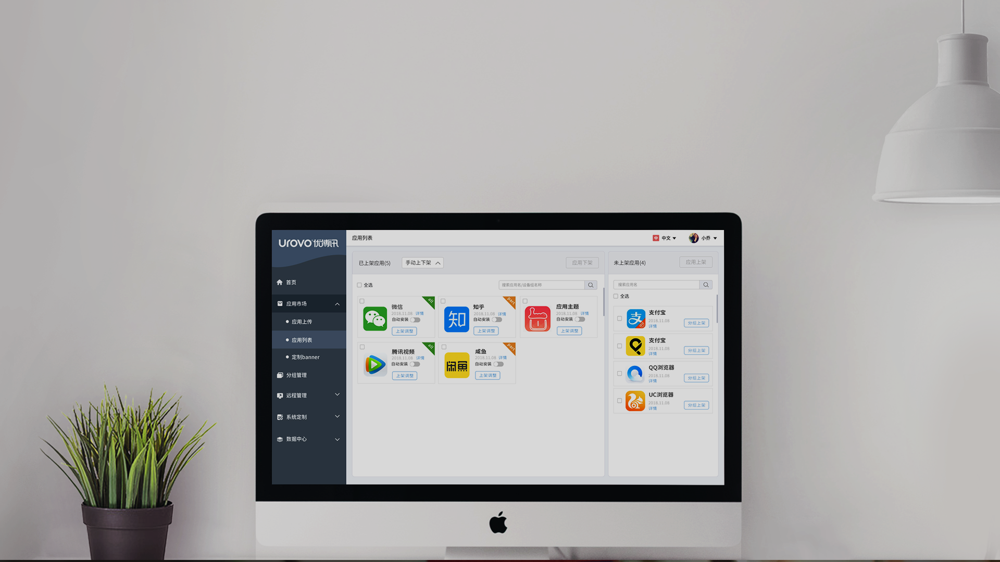 urovo 优博讯
首页
应用市场
应用上传
应用列表
定制banner
分组管理
远程管理
系统定制
数据中心
应用列表
中 中文 小乔
已上架应用(5) 手动上下架 应用下架
全选 搜索应用名/设备组名称
all
微信
2018.11.08 详情
自动安装
上架调整
part
知
知乎
2018.11.08 详情
自动安装
上架调整
应用主题
2018.11.08 详情
自动安装
上架调整
all
腾讯视频
2018.11.08 详情
自动安装
上架调整
part
闲鱼
咸鱼
2018.11.08 详情
自动安装
上架调整
未上架应用(4) 应用上架
搜索应用名
全选
支
支付宝
2018.11.08
详情
分组上架
支付宝
2018.11.08
详情
分组上架
QQ浏览器
2018.11.08
详情
分组上架
UC浏览器
2018.11.08
详情
分组上架